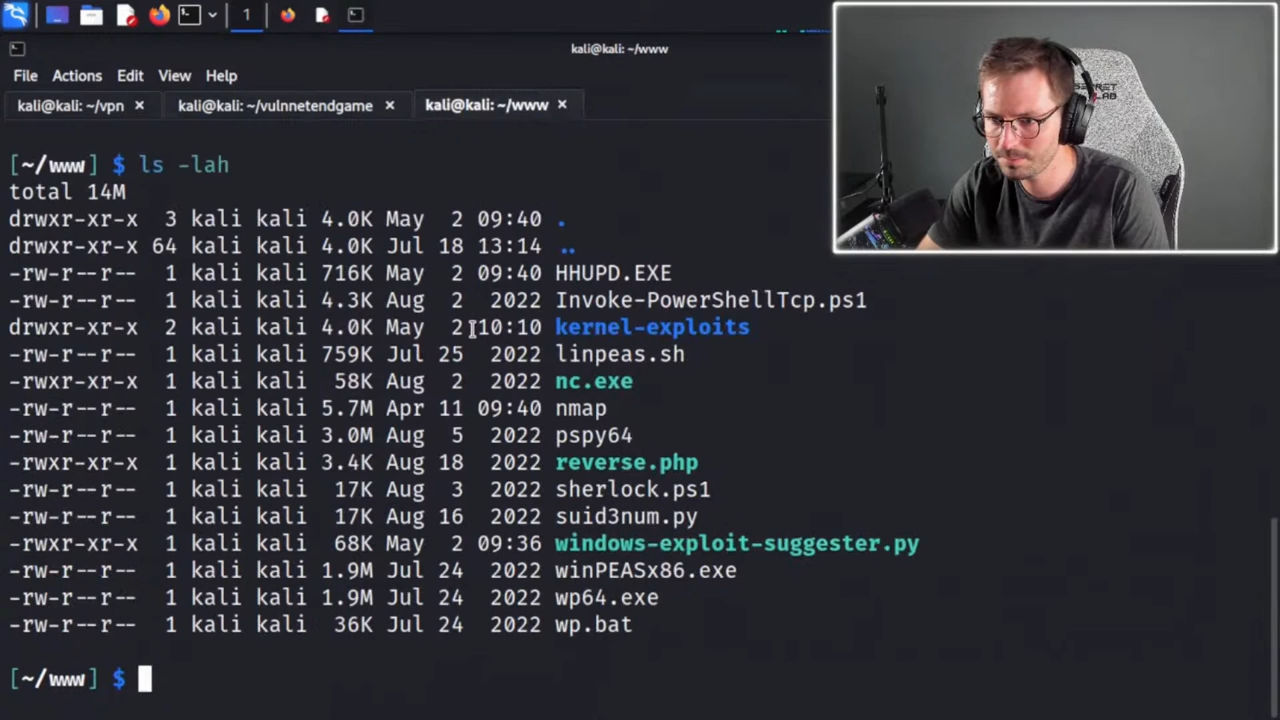 1
kali@kali: ~/www
File Actions Edit View Help
kali@kali: ~/vpn × kali@kali: ~/vulnnetendgame × kali@kali: ~/www ×
[~/www] $ ls -lah
total 14M
drwxr-xr-x 3 kali kali 4.0K May 2 09:40 .
drwxr-xr-x 64 kali kali 4.0K Jul 18 13:14 ..
-rw-r--r-- 1 kali kali 716K May 2 09:40 HHUPD.EXE
-rw-r--r-- 1 kali kali 4.3K Aug 2 2022 Invoke-PowerShellTcp.ps1
drwxr-xr-x 2 kali kali 4.0K May 2 10:10 kernel-exploits
-rw-r--r-- 1 kali kali 759K Jul 25 2022 linpeas.sh
-rwxr-xr-x 1 kali kali 58K Aug 2 2022 nc.exe
-rw-r--r-- 1 kali kali 5.7M Apr 11 09:40 nmap
-rw-r--r-- 1 kali kali 3.0M Aug 5 2022 pspy64
-rwxr-xr-x 1 kali kali 3.4K Aug 18 2022 reverse.php
-rw-r--r-- 1 kali kali 17K Aug 3 2022 sherlock.ps1
-rw-r--r-- 1 kali kali 17K Aug 16 2022 suid3num.py
-rwxr-xr-x 1 kali kali 68K May 2 09:36 windows-exploit-suggester.py
-rw-r--r-- 1 kali kali 1.9M Jul 24 2022 winPEASx86.exe
-rw-r--r-- 1 kali kali 1.9M Jul 24 2022 wp64.exe
-rw-r--r-- 1 kali kali 36K Jul 24 2022 wp.bat
[~/www] $
SECRET
LAB